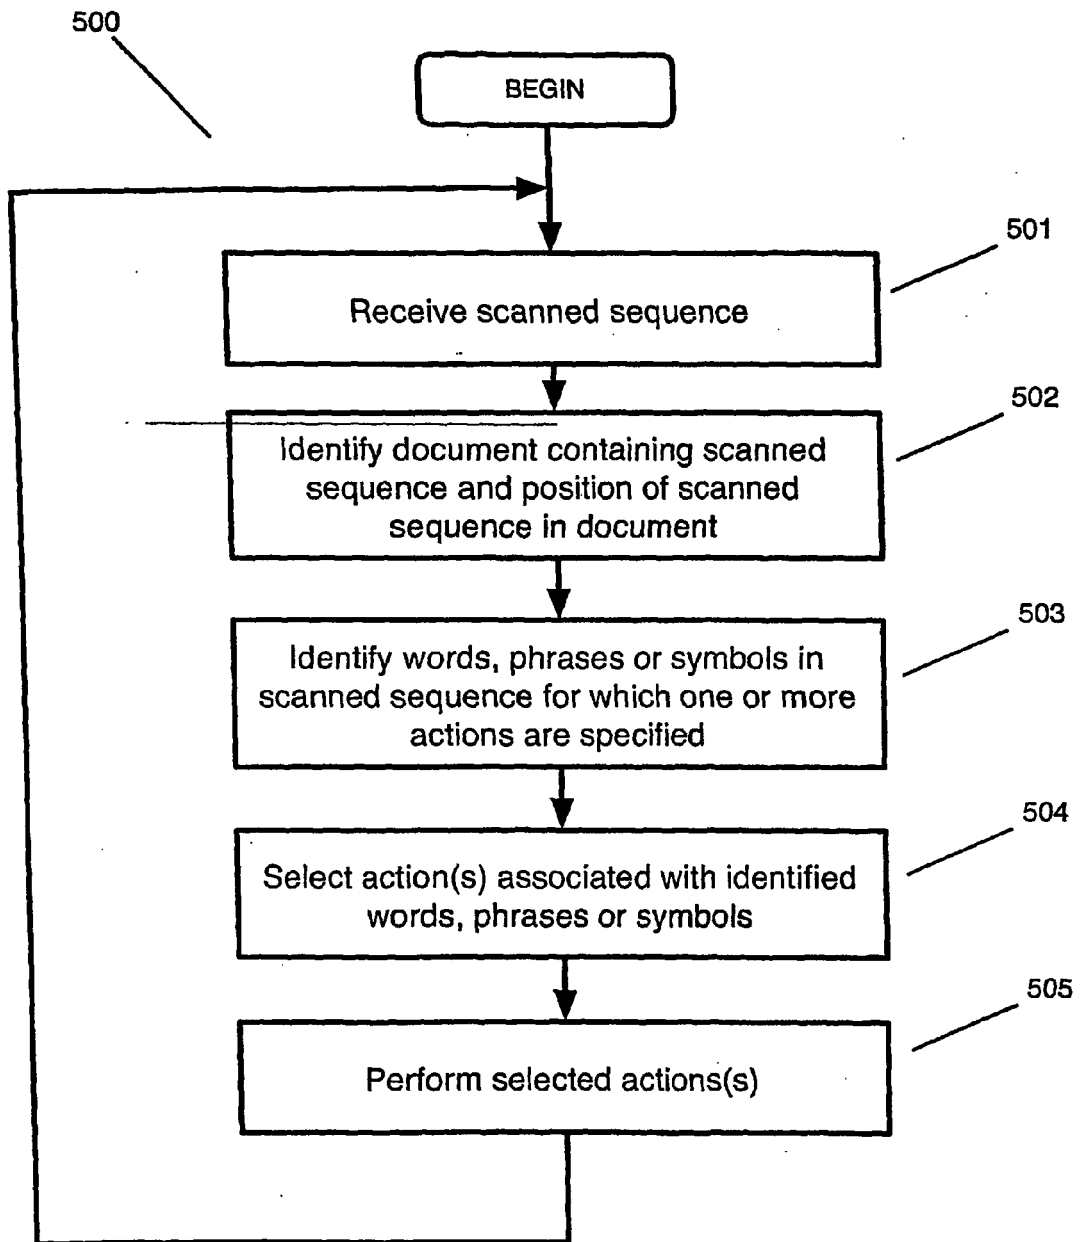 500
BEGIN
501
Receive scanned sequence
502
Identify document containing scanned
sequence and position of scanned
sequence in document
503
Identify words, phrases or symbols in
scanned sequence for which one or more
actions are specified
504
Select action(s) associated with identified
words, phrases or symbols
505
Perform selected actions(s)